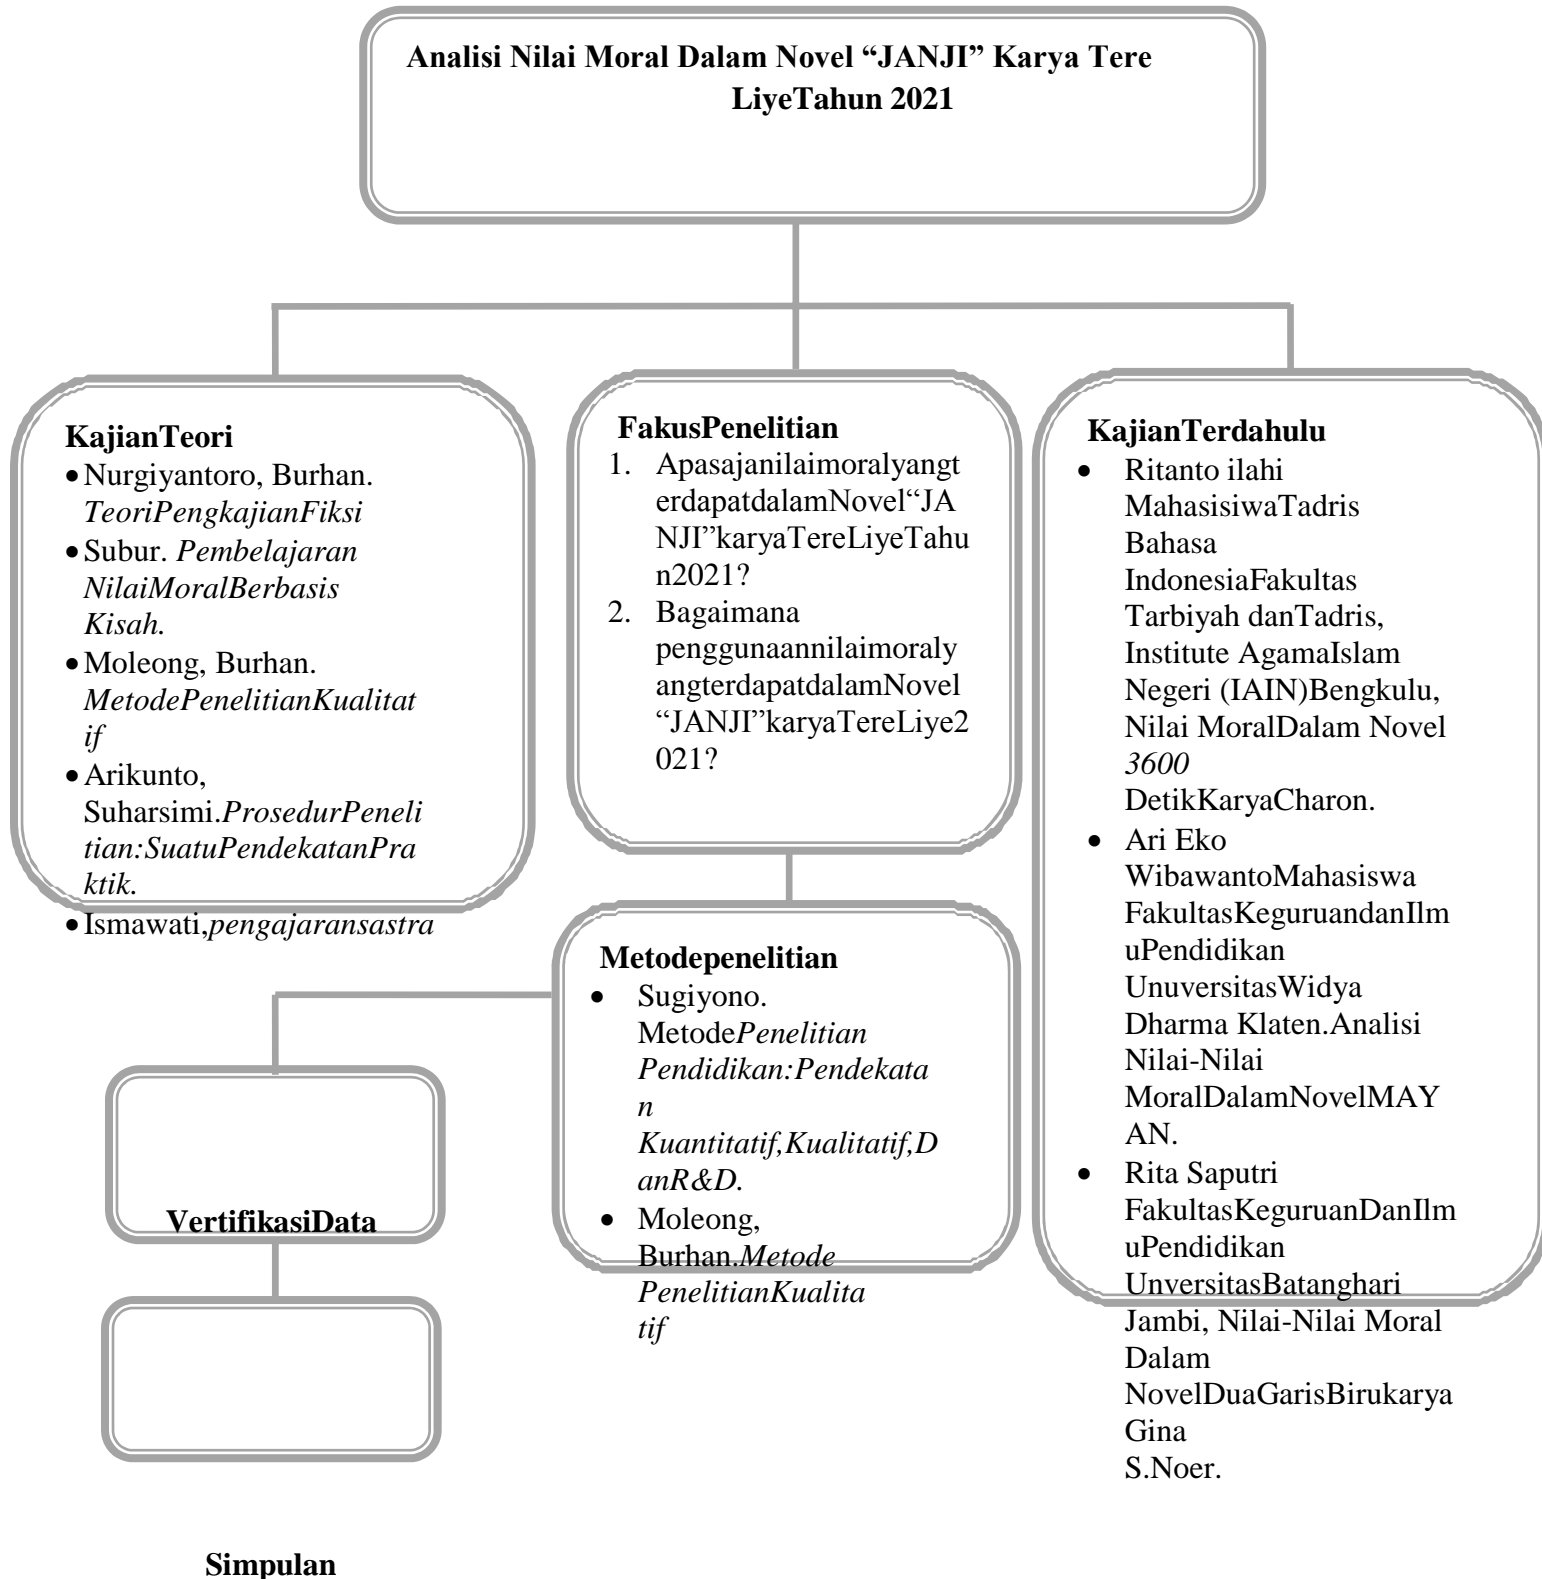 Analisi Nilai Moral Dalam Novel “JANJI” Karya Tere
LiyeTahun 2021
KajianTeori
•Nurgiyantoro, Burhan.
TeoriPengkajianFiksi
•Subur. Pembelajaran
NilaiMoralBerbasis
Kisah.
•Moleong, Burhan.
MetodePenelitianKualitat
if
•Arikunto,
Suharsimi.ProsedurPeneli
tian:SuatuPendekatanPra
ktik.
•Ismawati,pengajaransastra
FakusPenelitian
1. Apasajanilaimoralyangt
erdapatdalamNovel“JA
NJI”karyaTereLiyeTahu
n2021?
2. Bagaimana
penggunaannilaimoraly
angterdapatdalamNovel
“JANJI”karyaTereLiye2
021?
KajianTerdahulu
• Ritanto ilahi
MahasisiwaTadris
Bahasa
IndonesiaFakultas
Tarbiyah danTadris,
Institute AgamaIslam
Negeri (IAIN)Bengkulu,
Nilai MoralDalam Novel
3600
DetikKaryaCharon.
• Ari Eko
WibawantoMahasiswa
FakultasKeguruandanIlm
uPendidikan
UnuversitasWidya
Dharma Klaten.Analisi
Nilai-Nilai
MoralDalamNovelMAY
AN.
• Rita Saputri
FakultasKeguruanDanIlm
uPendidikan
UnversitasBatanghari
Jambi, Nilai-Nilai Moral
Dalam
NovelDuaGarisBirukarya
Gina
S.Noer.
Metodepenelitian
• Sugiyono.
MetodePenelitian
Pendidikan:Pendekata
n
Kuantitatif,Kualitatif,D
anR&D.
• Moleong,
Burhan.Metode
PenelitianKualita
tif
VertifikasiData
Simpulan